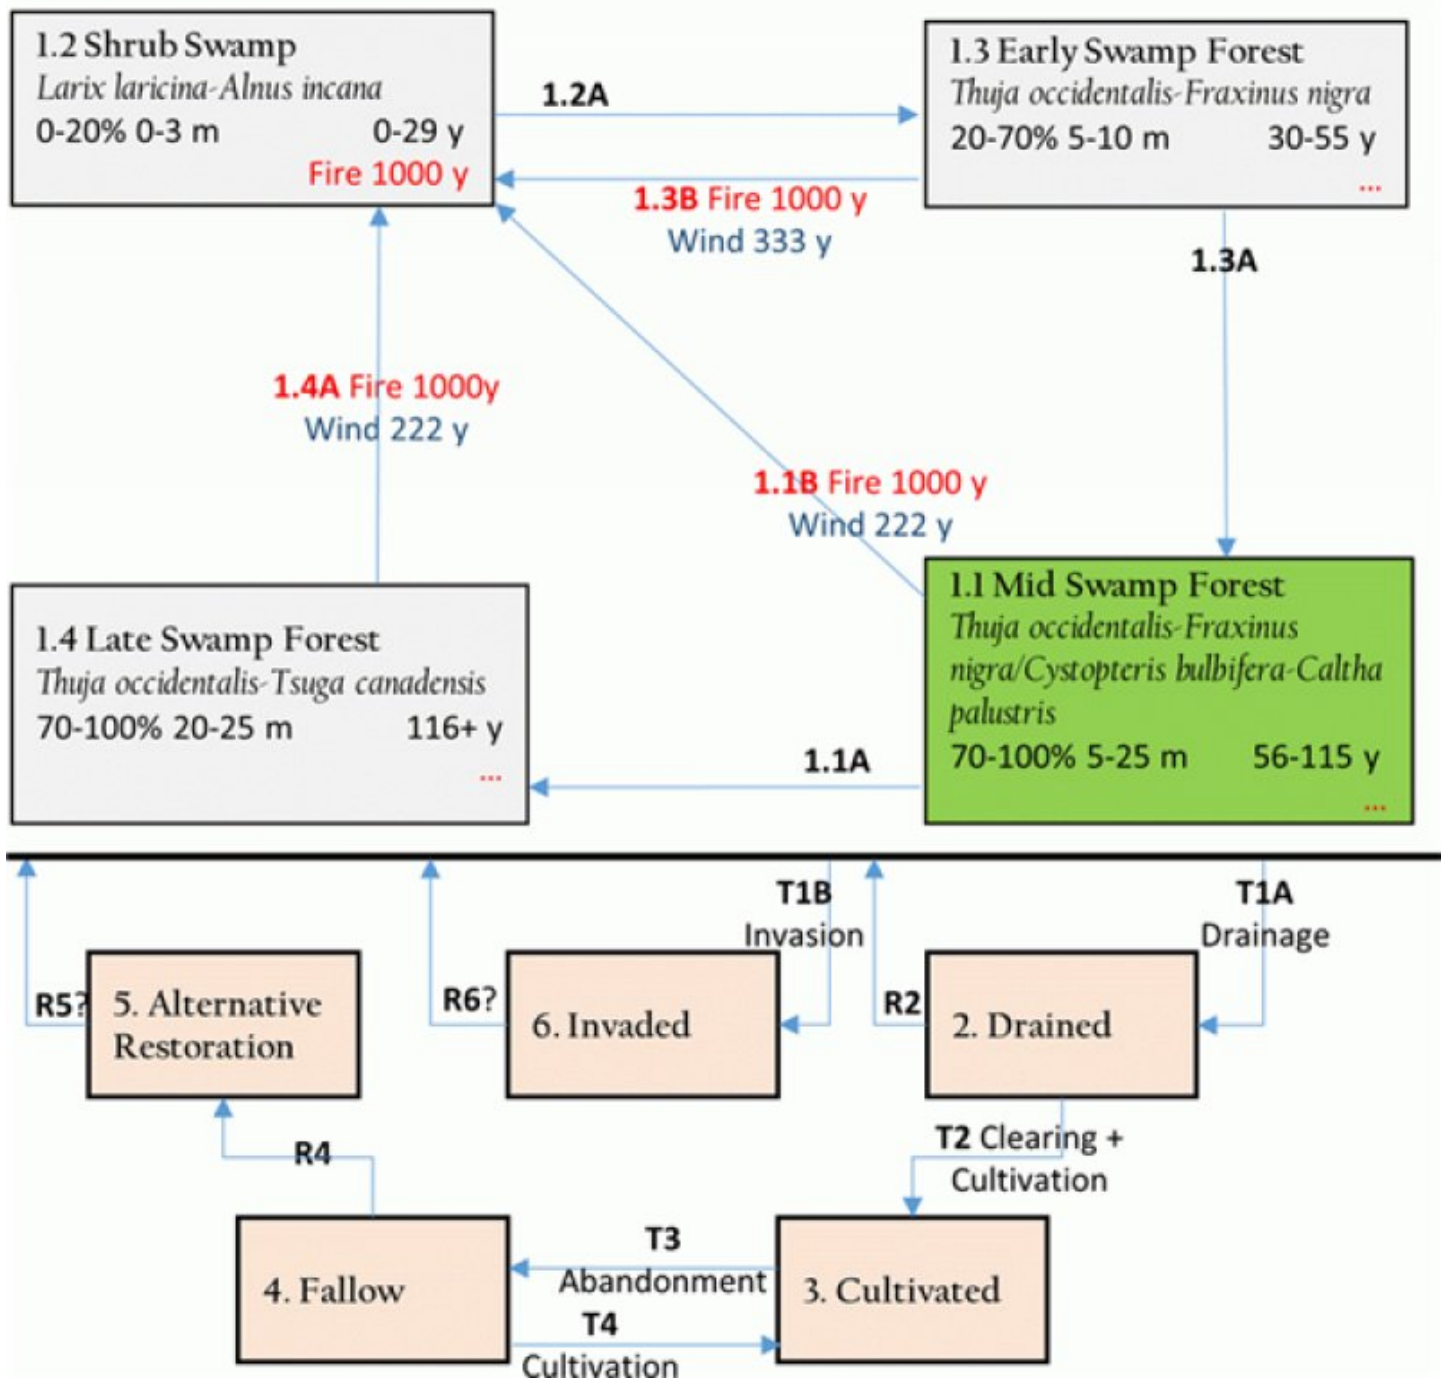 1.2 Shrub Swamp
Larix laricina-Alnus incana
0-20% 0-3 m 0-29 y
Fire 1000 y
1.2A
1.3 Early Swamp Forest
Thuja occidentalis-Fraxinus nigra
20-70% 5-10 m 30-55 y
...
1.3B Fire 1000 y
Wind 333 y
1.3A
1.4A Fire 1000y
Wind 222 y
1.1B Fire 1000 y
Wind 222 y
1.4 Late Swamp Forest
Thuja occidentalis-Tsuga canadensis
70-100% 20-25 m 116+ y
...
1.1A
1.1 Mid Swamp Forest
Thuja occidentalis-Fraxinus
nigra/Cystopteris bulbifera-Caltha
palustris
70-100% 5-25 m 56-115 y
...
T1B
Invasion
T1A
Drainage
R5?
5. Alternative
Restoration
R6?
6. Invaded
R2
2. Drained
R4
T2 Clearing +
Cultivation
4. Fallow
T3
Abandonment
T4
Cultivation
3. Cultivated